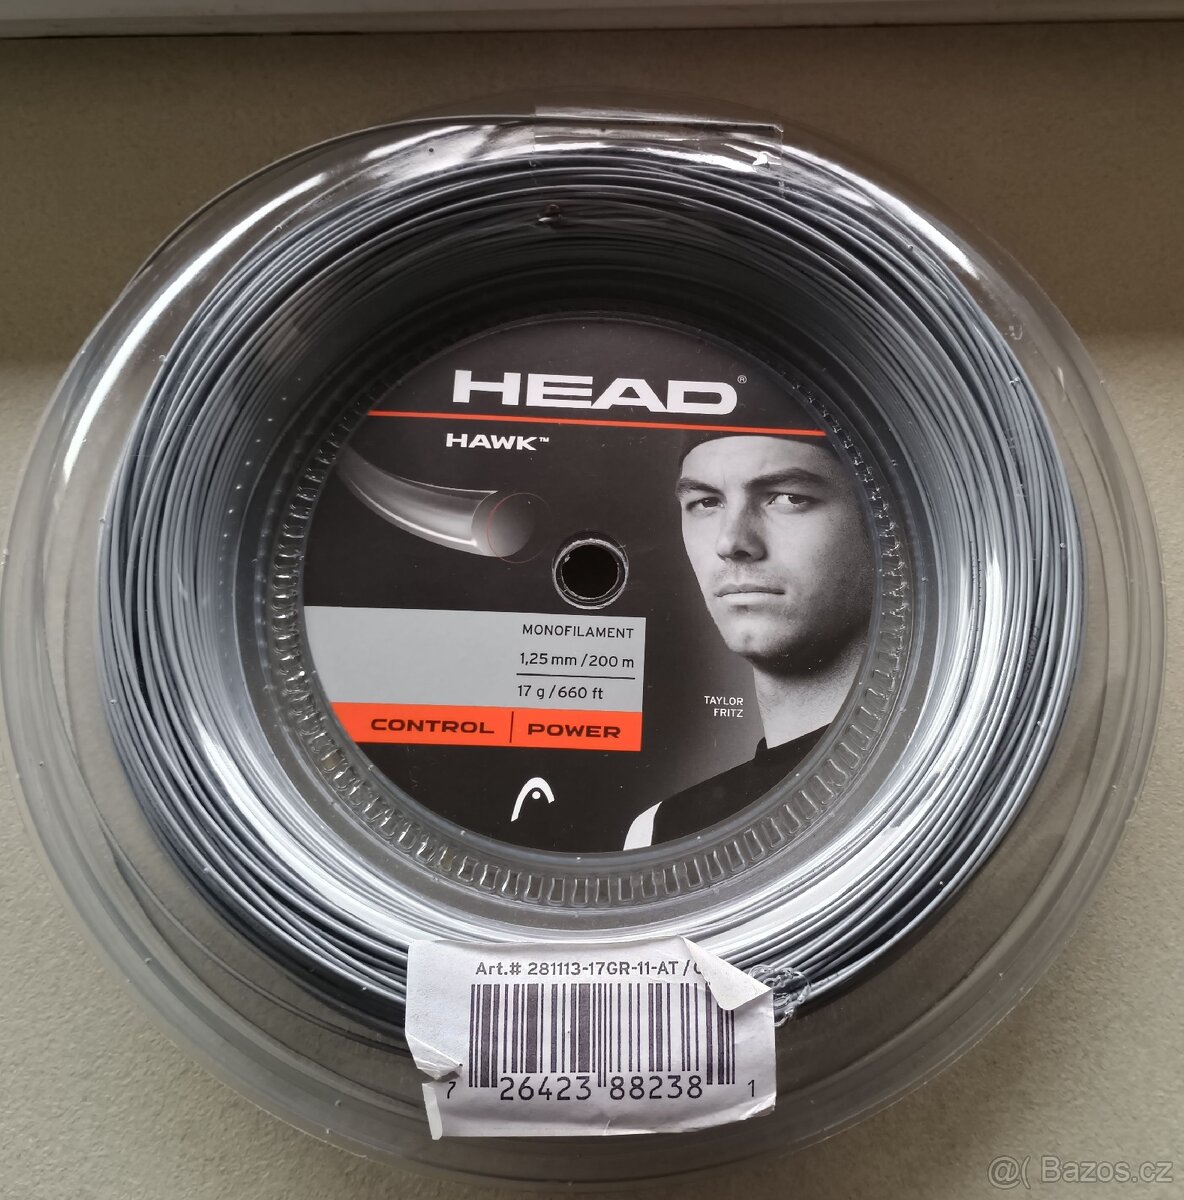 HEAD®
HAWK™
MONOFILAMENT
1,25 mm / 200 m
17 g / 660 ft
CONTROL | POWER
TAYLOR
FRITZ
Art.# 281113-17GR-11-AT /
7 26423 88238 1
@( Bazos.cz